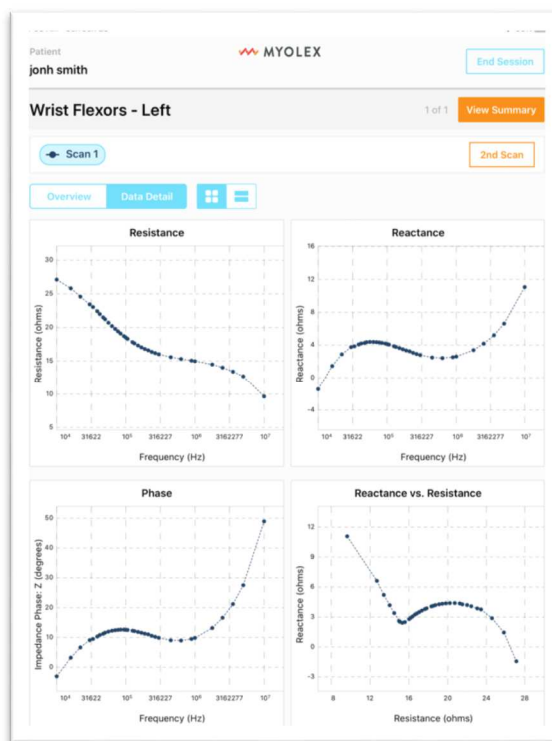 Patient
MYOLEX
jonh smith
End Session
Wrist Flexors - Left
1 of 1
View Summary
Scan 1
2nd Scan
Overview
Data Detail
Resistance
30
25
20
15
10
5
Resistance (ohms)
10⁴ 31622 10⁵ 316227 10⁶ 3162277 10⁷
Frequency (Hz)
Reactance
16
12
8
4
0
-4
Reactance (ohms)
10⁴ 31622 10⁵ 316227 10⁶ 3162277 10⁷
Frequency (Hz)
Phase
50
40
30
20
10
0
Impedance Phase: Z (degrees)
10⁴ 31622 10⁵ 316227 10⁶ 3162277 10⁷
Frequency (Hz)
Reactance vs. Resistance
12
9
6
3
0
-3
Reactance (ohms)
8 12 16 20 24 28
Resistance (ohms)